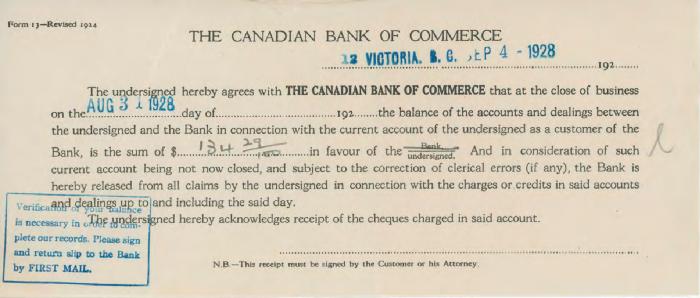 Form 13—Revised 1924
THE CANADIAN BANK OF COMMERCE
12 VICTORIA, B. C. SEP 4 - 1928
192
The undersigned hereby agrees with THE CANADIAN BANK OF COMMERCE that at the close of business
on the AUG 31 1928 day of 192 the balance of the accounts and dealings between
the undersigned and the Bank in connection with the current account of the undersigned as a customer of the
Bank, is the sum of $ 134 29/100 in favour of the Bank/undersigned. And in consideration of such
current account being not now closed, and subject to the correction of clerical errors (if any), the Bank is
hereby released from all claims by the undersigned in connection with the charges or credits in said accounts
and dealings up to and including the said day.
The undersigned hereby acknowledges receipt of the cheques charged in said account.
Verification of your balance
is necessary in order to com-
plete our records. Please sign
and return slip to the Bank
by FIRST MAIL.
N.B.—This receipt must be signed by the Customer or his Attorney.